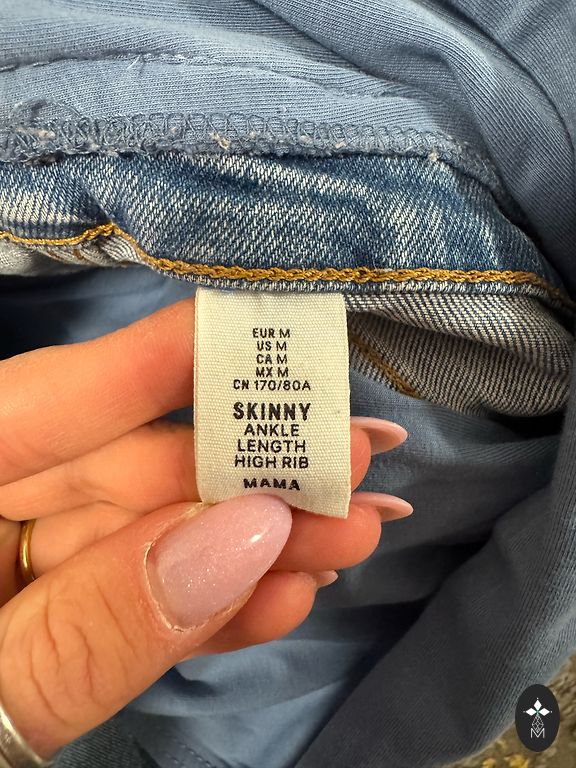 EUR M
US M
CA M
MX M
CN 170/80A
SKINNY
ANKLE
LENGTH
HIGH RIB
MAMA
M